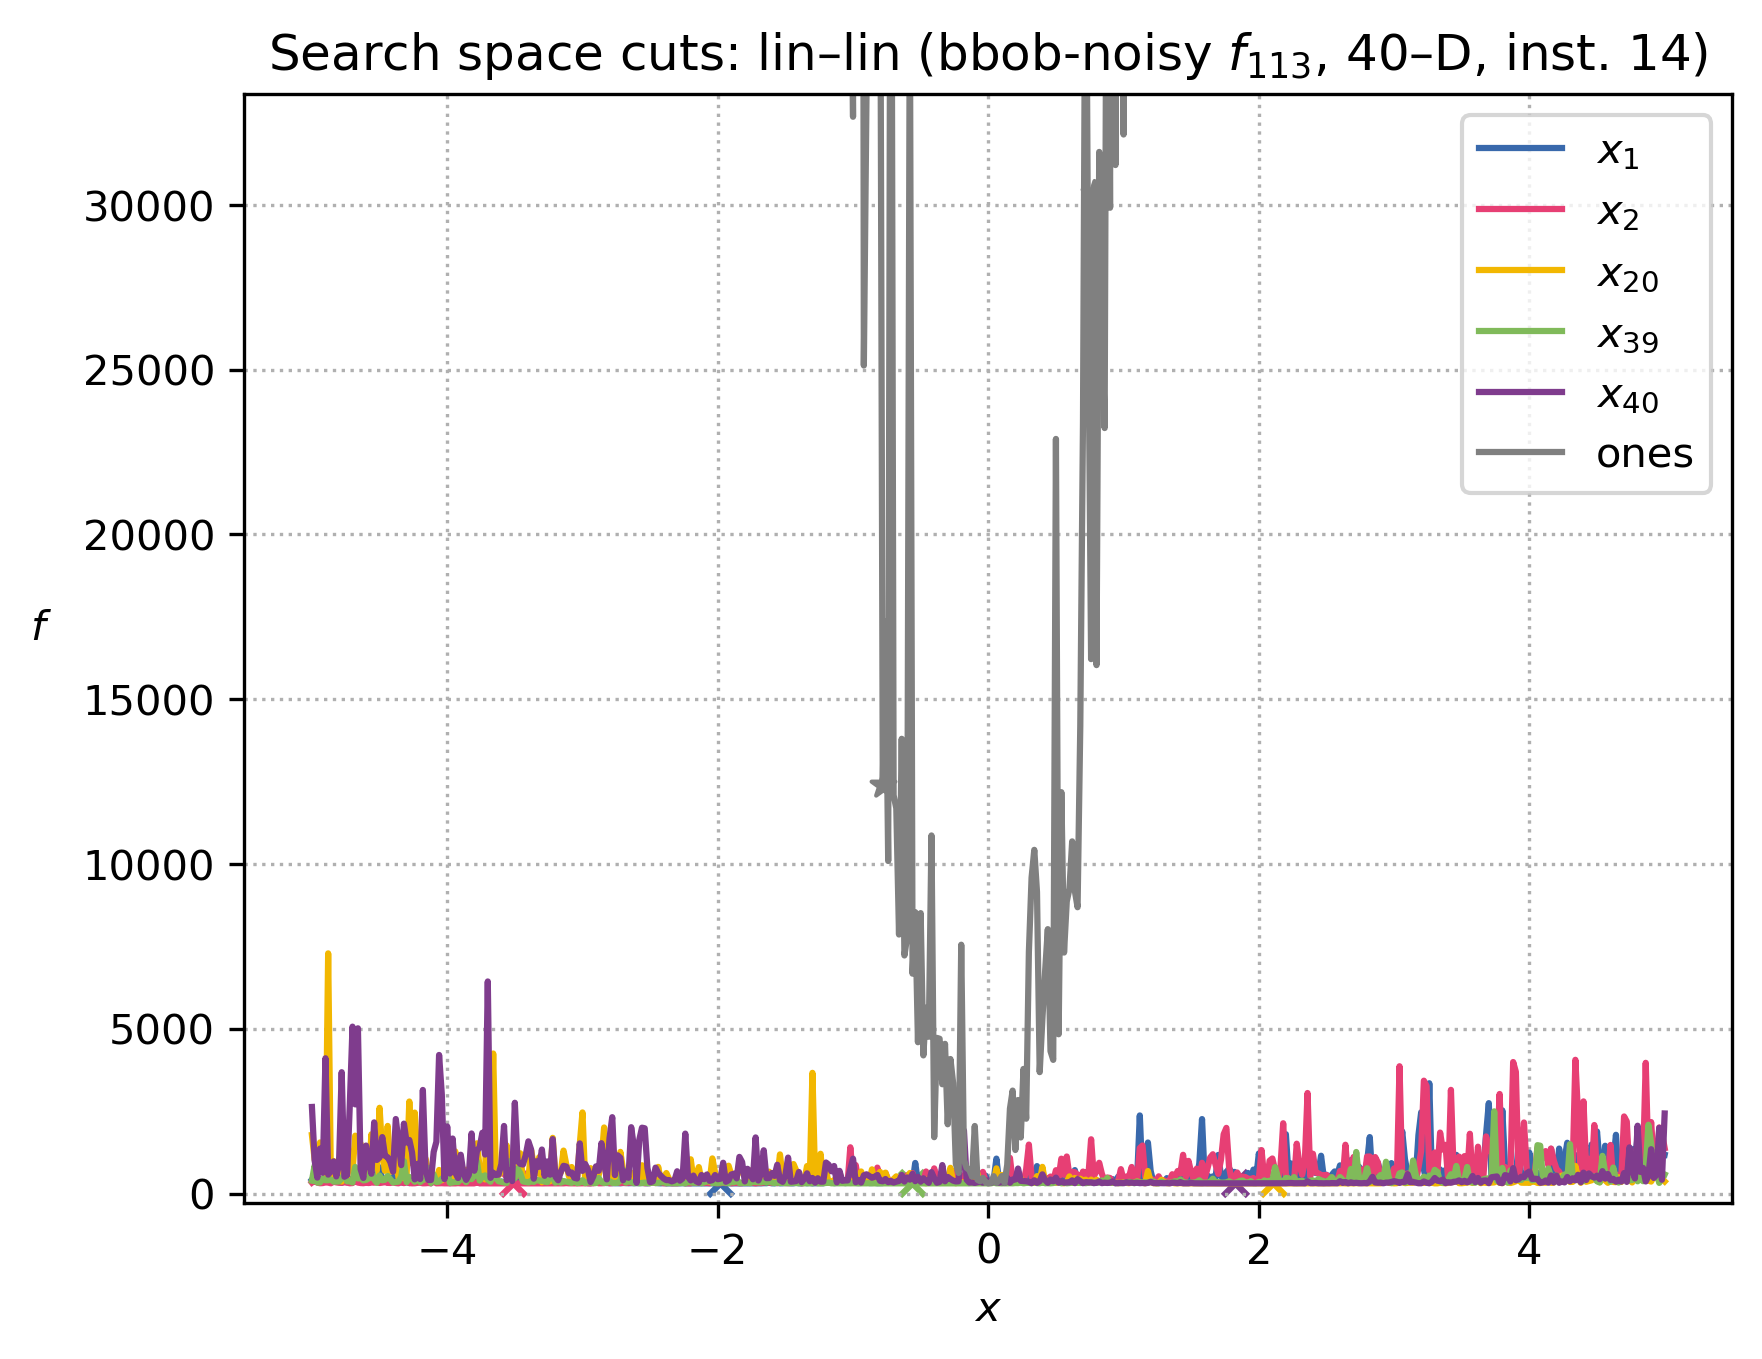 Search space cuts: lin–lin (bbob-noisy f113, 40–D, inst. 14)
x1
x2
x20
x39
x40
ones
30000
25000
20000
15000
10000
5000
0
f
−4 −2 0 2 4
x